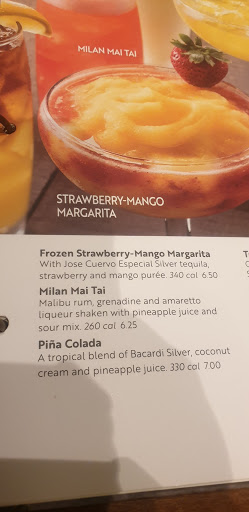 MILAN MAI TAI
STRAWBERRY-MANGO
MARGARITA
Frozen Strawberry-Mango Margarita
With Jose Cuervo Especial Silver tequila,
strawberry and mango purée. 340 cal 6.50
Milan Mai Tai
Malibu rum, grenadine and amaretto
liqueur shaken with pineapple juice and
sour mix. 260 cal 6.25
Piña Colada
A tropical blend of Bacardi Silver, coconut
cream and pineapple juice. 330 cal 7.00